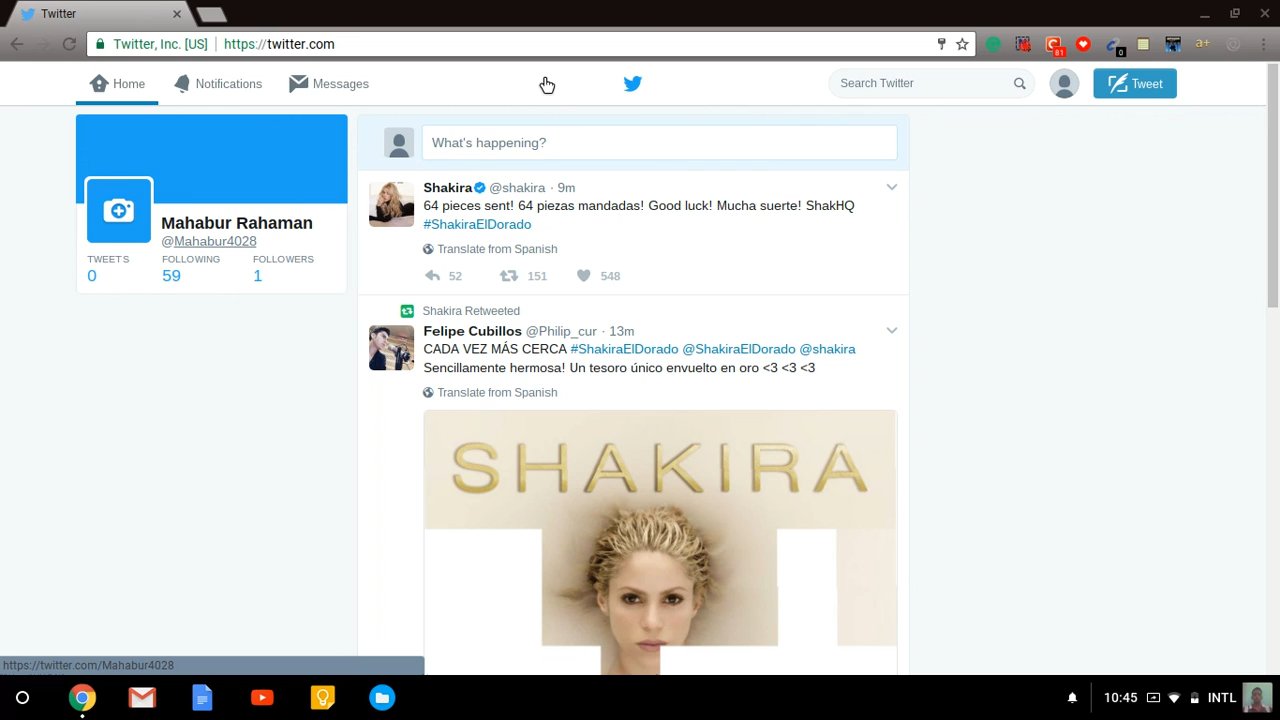 Twitter
Twitter, Inc. [US]
https://twitter.com
81
0
a+
Home
Notifications
Messages
Search Twitter
Tweet
Mahabur Rahaman
@Mahabur4028
TWEETS FOLLOWING FOLLOWERS
0 59 1
What's happening?
Shakira @shakira · 9m
64 pieces sent! 64 piezas mandadas! Good luck! Mucha suerte! ShakHQ
#ShakiraElDorado
Translate from Spanish
52 151 548
Shakira Retweeted
Felipe Cubillos @Philip_cur · 13m
CADA VEZ MÁS CERCA #ShakiraElDorado @ShakiraElDorado @shakira
Sencillamente hermosa! Un tesoro único envuelto en oro <3 <3 <3
Translate from Spanish
SHAKIRA
https://twitter.com/Mahabur4028
10:45
INTL